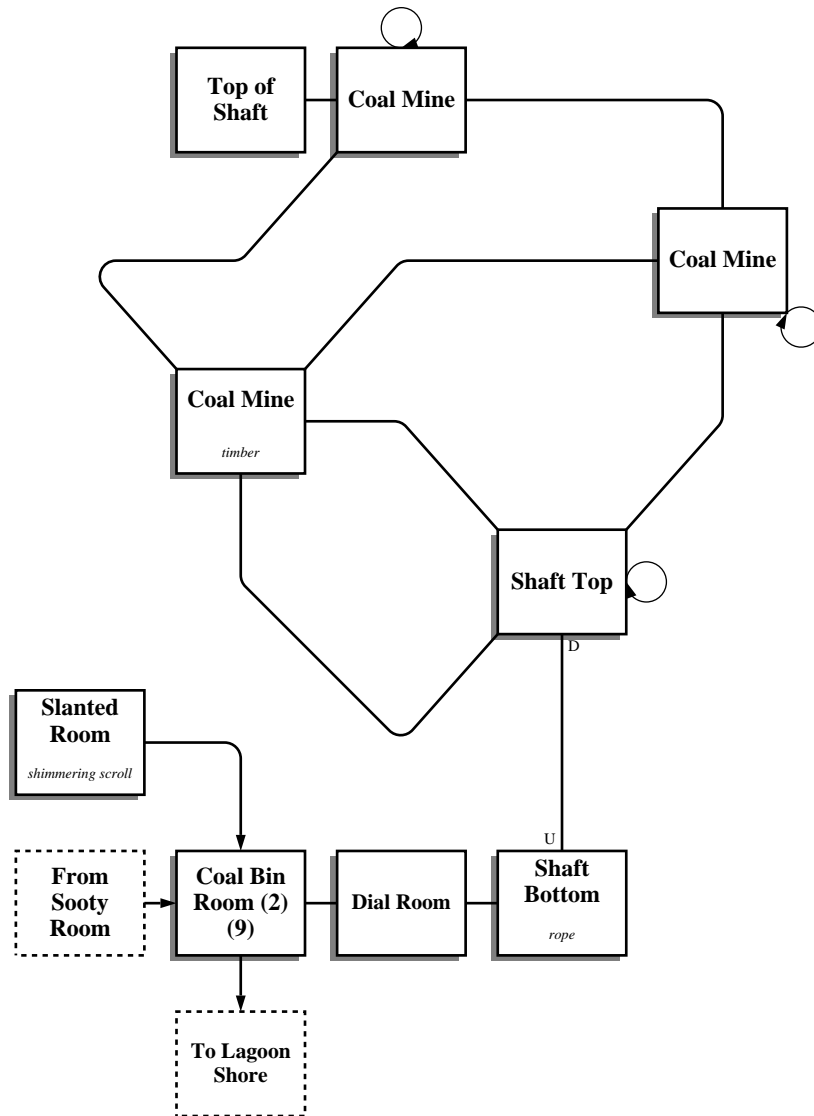 Top of
Shaft
Coal Mine
Coal Mine
Coal Mine
timber
Shaft Top
D
Slanted
Room
shimmering scroll
U
From
Sooty
Room
Coal Bin
Room (2)
(9)
Dial Room
Shaft
Bottom
rope
To Lagoon
Shore